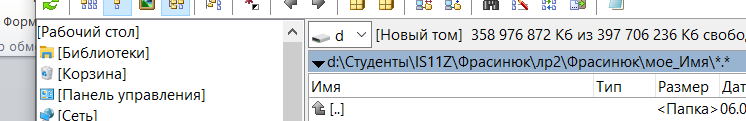 Форм
о обме
[Рабочий стол]
[Библиотеки]
[Корзина]
[Панель управления]
[Сеть]
d [Новый том] 358 976 872 Кб из 397 706 236 Кб свобо,
d:\Студенты\IS11Z\Фрасинюк\лр2\Фрасинюк\мое_Имя\*.*
Имя Тип Размер Дат
[..] <Папка> 06.0